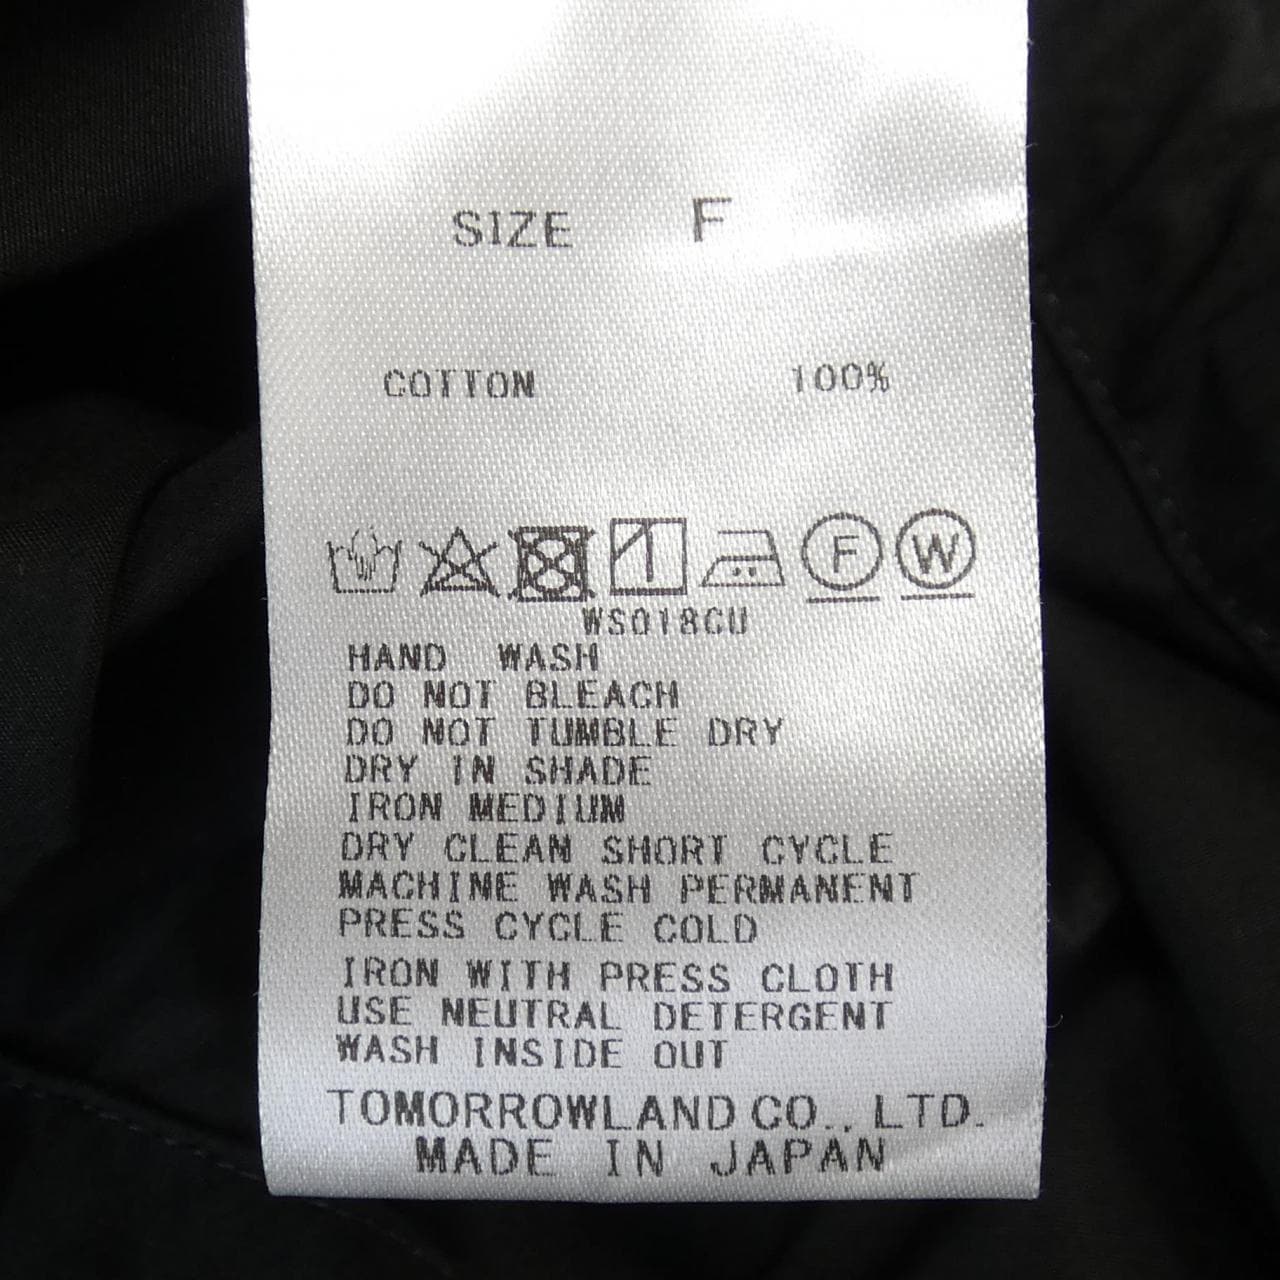 SIZE F
COTTON 100%
F W
WS018CU
HAND WASH
DO NOT BLEACH
DO NOT TUMBLE DRY
DRY IN SHADE
IRON MEDIUM
DRY CLEAN SHORT CYCLE
MACHINE WASH PERMANENT
PRESS CYCLE COLD
IRON WITH PRESS CLOTH
USE NEUTRAL DETERGENT
WASH INSIDE OUT
TOMORROWLAND CO., LTD.
MADE IN JAPAN